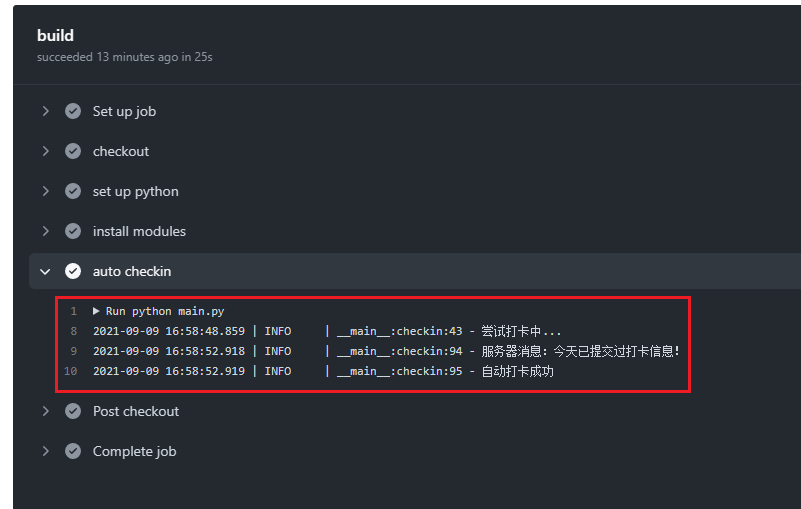 build
succeeded 13 minutes ago in 25s
Set up job
checkout
set up python
install modules
auto checkin
1 ▶ Run python main.py
8 2021-09-09 16:58:48.859 | INFO     | __main__:checkin:43 - 尝试打卡中...
9 2021-09-09 16:58:52.918 | INFO     | __main__:checkin:94 - 服务器消息：今天已提交过打卡信息!
10 2021-09-09 16:58:52.919 | INFO     | __main__:checkin:95 - 自动打卡成功
Post checkout
Complete job